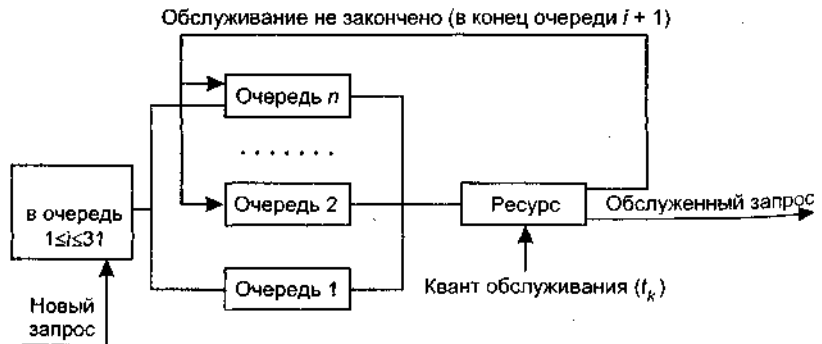 Обслуживание не закончено (в конец очереди i + 1)
Очередь n
. . . . . . .
Очередь 2
Очередь 1
в очередь
1≤i≤31
Новый
запрос
Ресурс
Обслуженный запрос
Квант обслуживания (tk)